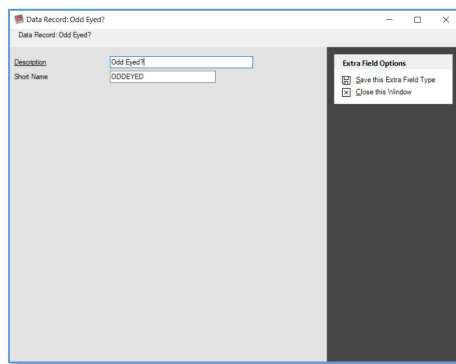 Data Record: Odd Eyed?
Data Record: Odd Eyed?
Description Odd Eyed?
Short Name ODDEYED
Extra Field Options
Save this Extra Field Type
Close this Window